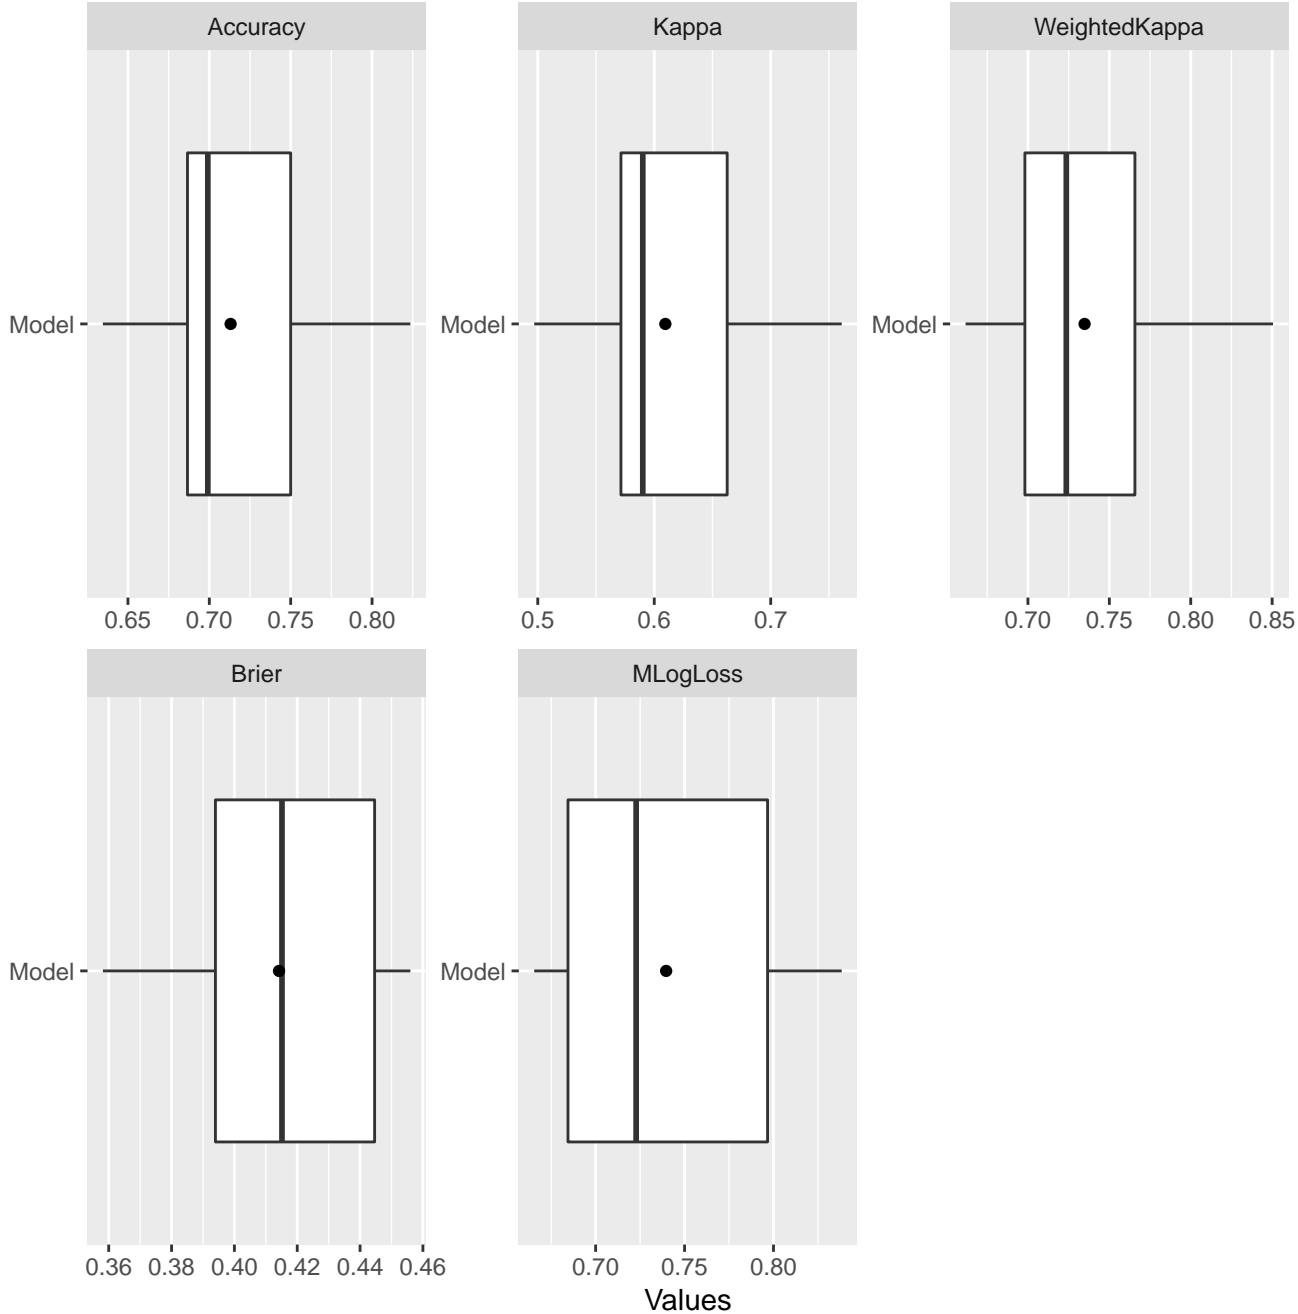 Accuracy Kappa WeightedKappa
Model Model Model
0.65 0.70 0.75 0.80 0.5 0.6 0.7 0.70 0.75 0.80 0.85
Brier MLogLoss
Model Model
0.36 0.38 0.40 0.42 0.44 0.46 0.70 0.75 0.80
Values